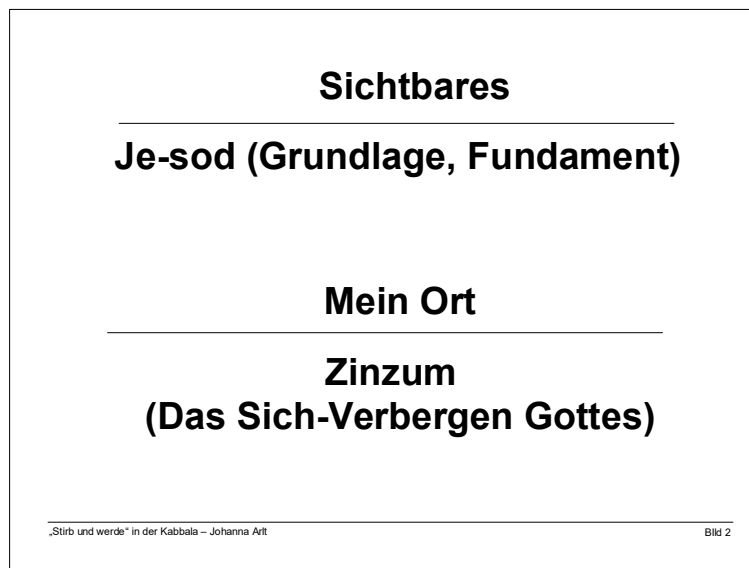 Sichtbares
Je-sod (Grundlage, Fundament)
Mein Ort
Zinzum
(Das Sich-Verbergen Gottes)
„Stirb und werde“ in der Kabbala – Johanna Arlt
Bild 2